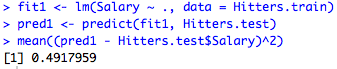 > fit1 <- lm(Salary ~ ., data = Hitters.train)
> pred1 <- predict(fit1, Hitters.test)
> mean((pred1 - Hitters.test$Salary)^2)
[1] 0.4917959